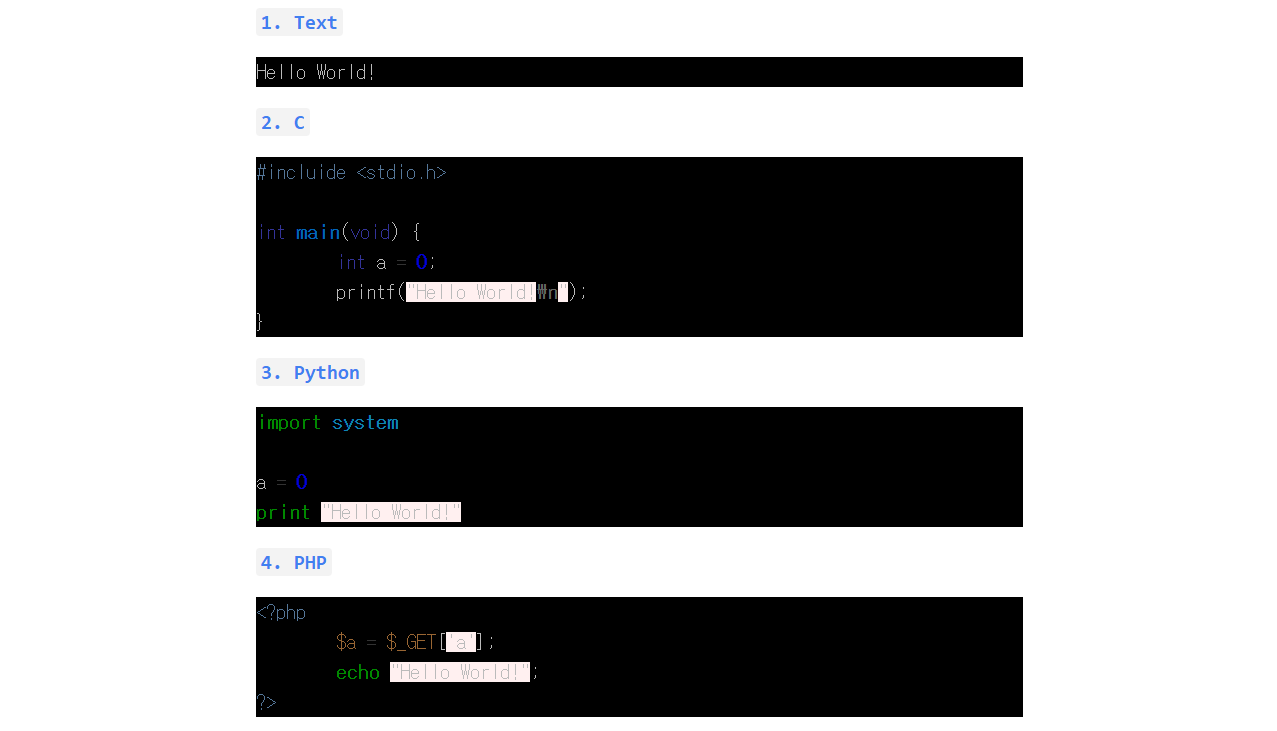 1. Text
Hello World!
2. C
#incluide <stdio.h>
int main(void) {
int a = 0;
printf("Hello World!₩n");
}
3. Python
import system
a = 0
print "Hello World!"
4. PHP
<?php
$a = $_GET['a'];
echo "Hello World!";
?>